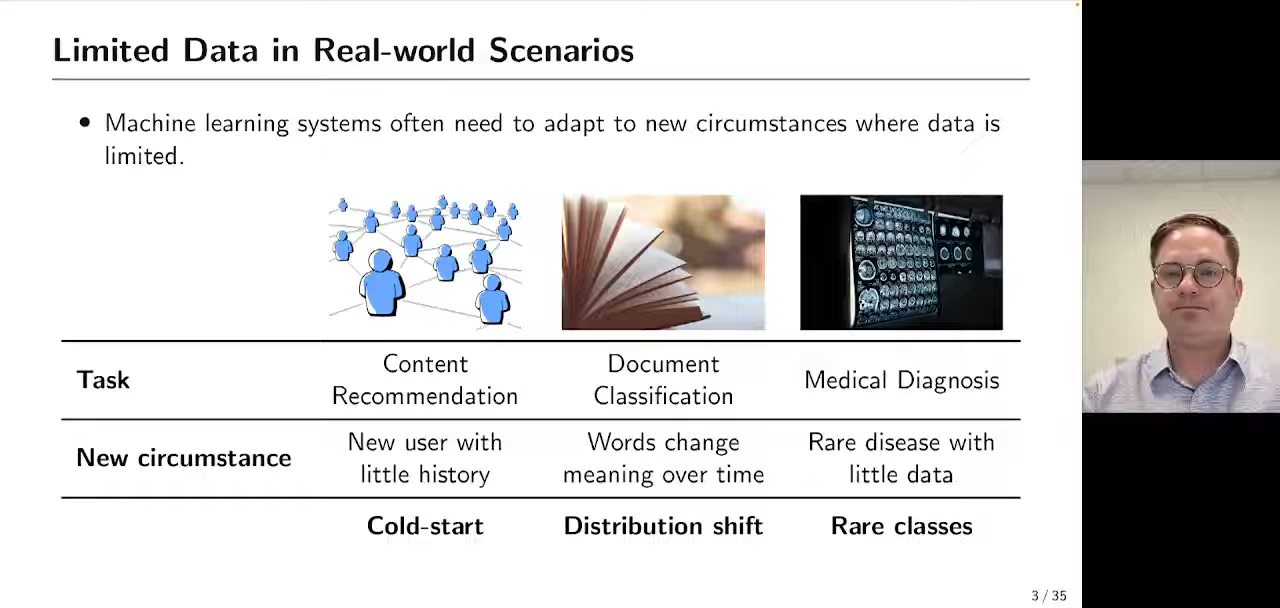 Limited Data in Real-world Scenarios
• Machine learning systems often need to adapt to new circumstances where data is
limited.
Task
Content
Recommendation
Document
Classification
Medical Diagnosis
New circumstance
New user with
little history
Words change
meaning over time
Rare disease with
little data
Cold-start
Distribution shift
Rare classes
3 / 35